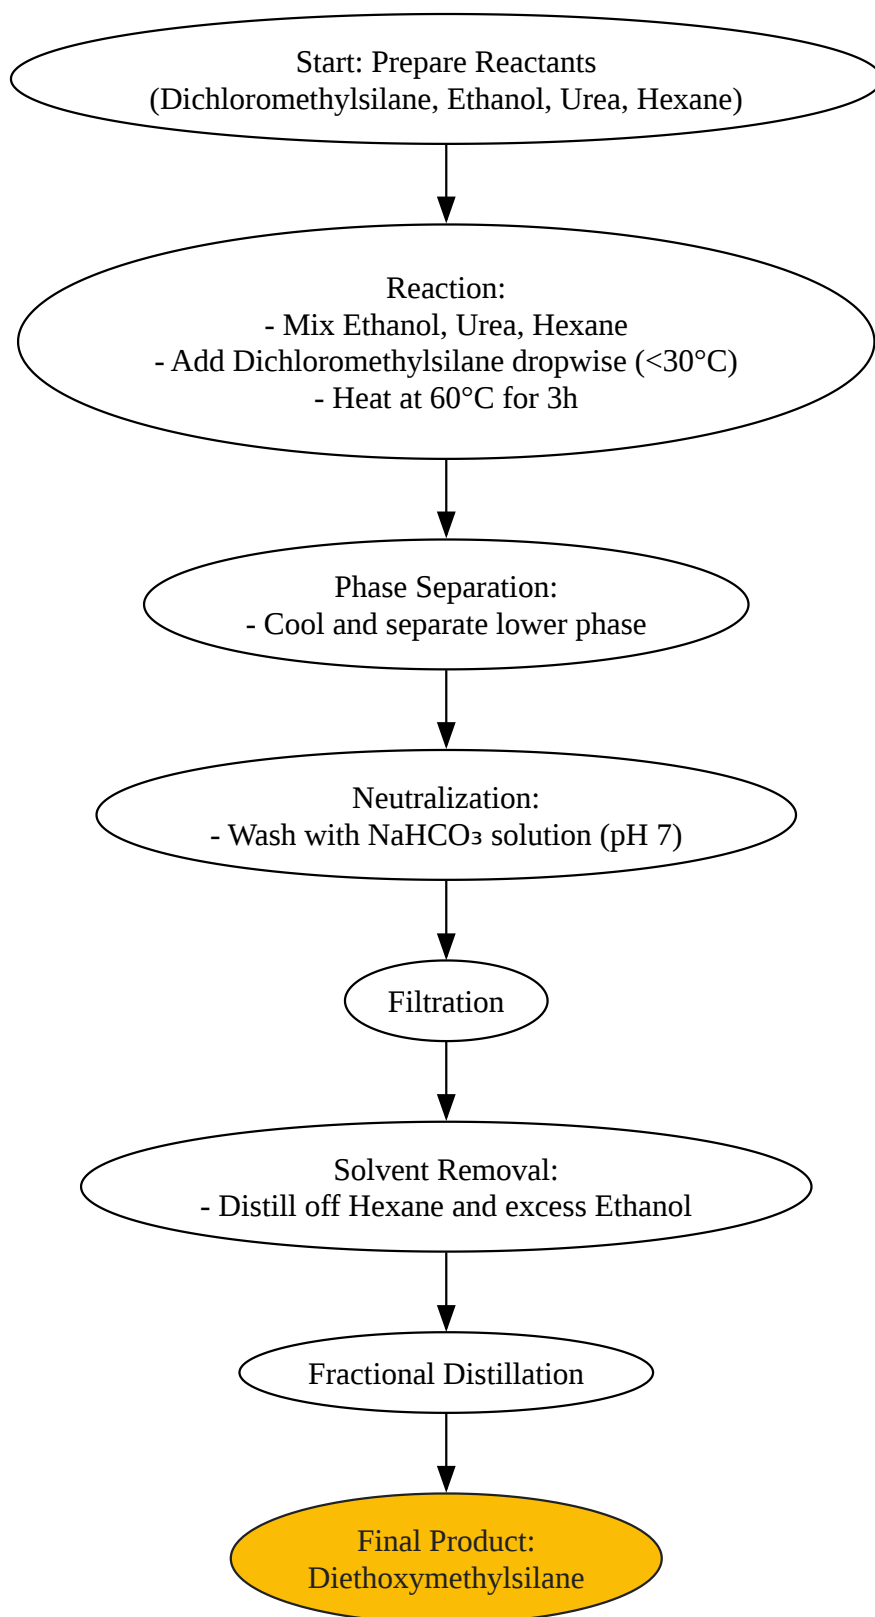 Start: Prepare Reactants
(Dichloromethylsilane, Ethanol, Urea, Hexane)
Reaction:
- Mix Ethanol, Urea, Hexane
- Add Dichloromethylsilane dropwise (<30°C)
- Heat at 60°C for 3h
Phase Separation:
- Cool and separate lower phase
Neutralization:
- Wash with NaHCO₃ solution (pH 7)
Filtration
Solvent Removal:
- Distill off Hexane and excess Ethanol
Fractional Distillation
Final Product:
Diethoxymethylsilane